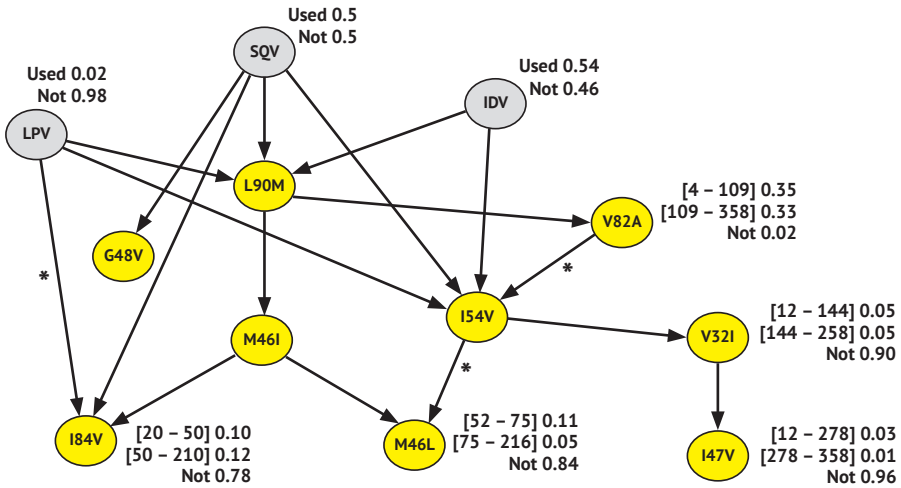 Used 0.5
Not 0.5
SQV
Used 0.02
Not 0.98
LPV
Used 0.54
Not 0.46
IDV
L90M
[4 – 109] 0.35
[109 – 358] 0.33
Not 0.02
V82A
G48V
*
*
I54V
[12 – 144] 0.05
[144 – 258] 0.05
Not 0.90
V32I
M46I
*
I84V
[20 – 50] 0.10
[50 – 210] 0.12
Not 0.78
M46L
[52 – 75] 0.11
[75 – 216] 0.05
Not 0.84
I47V
[12 – 278] 0.03
[278 – 358] 0.01
Not 0.96